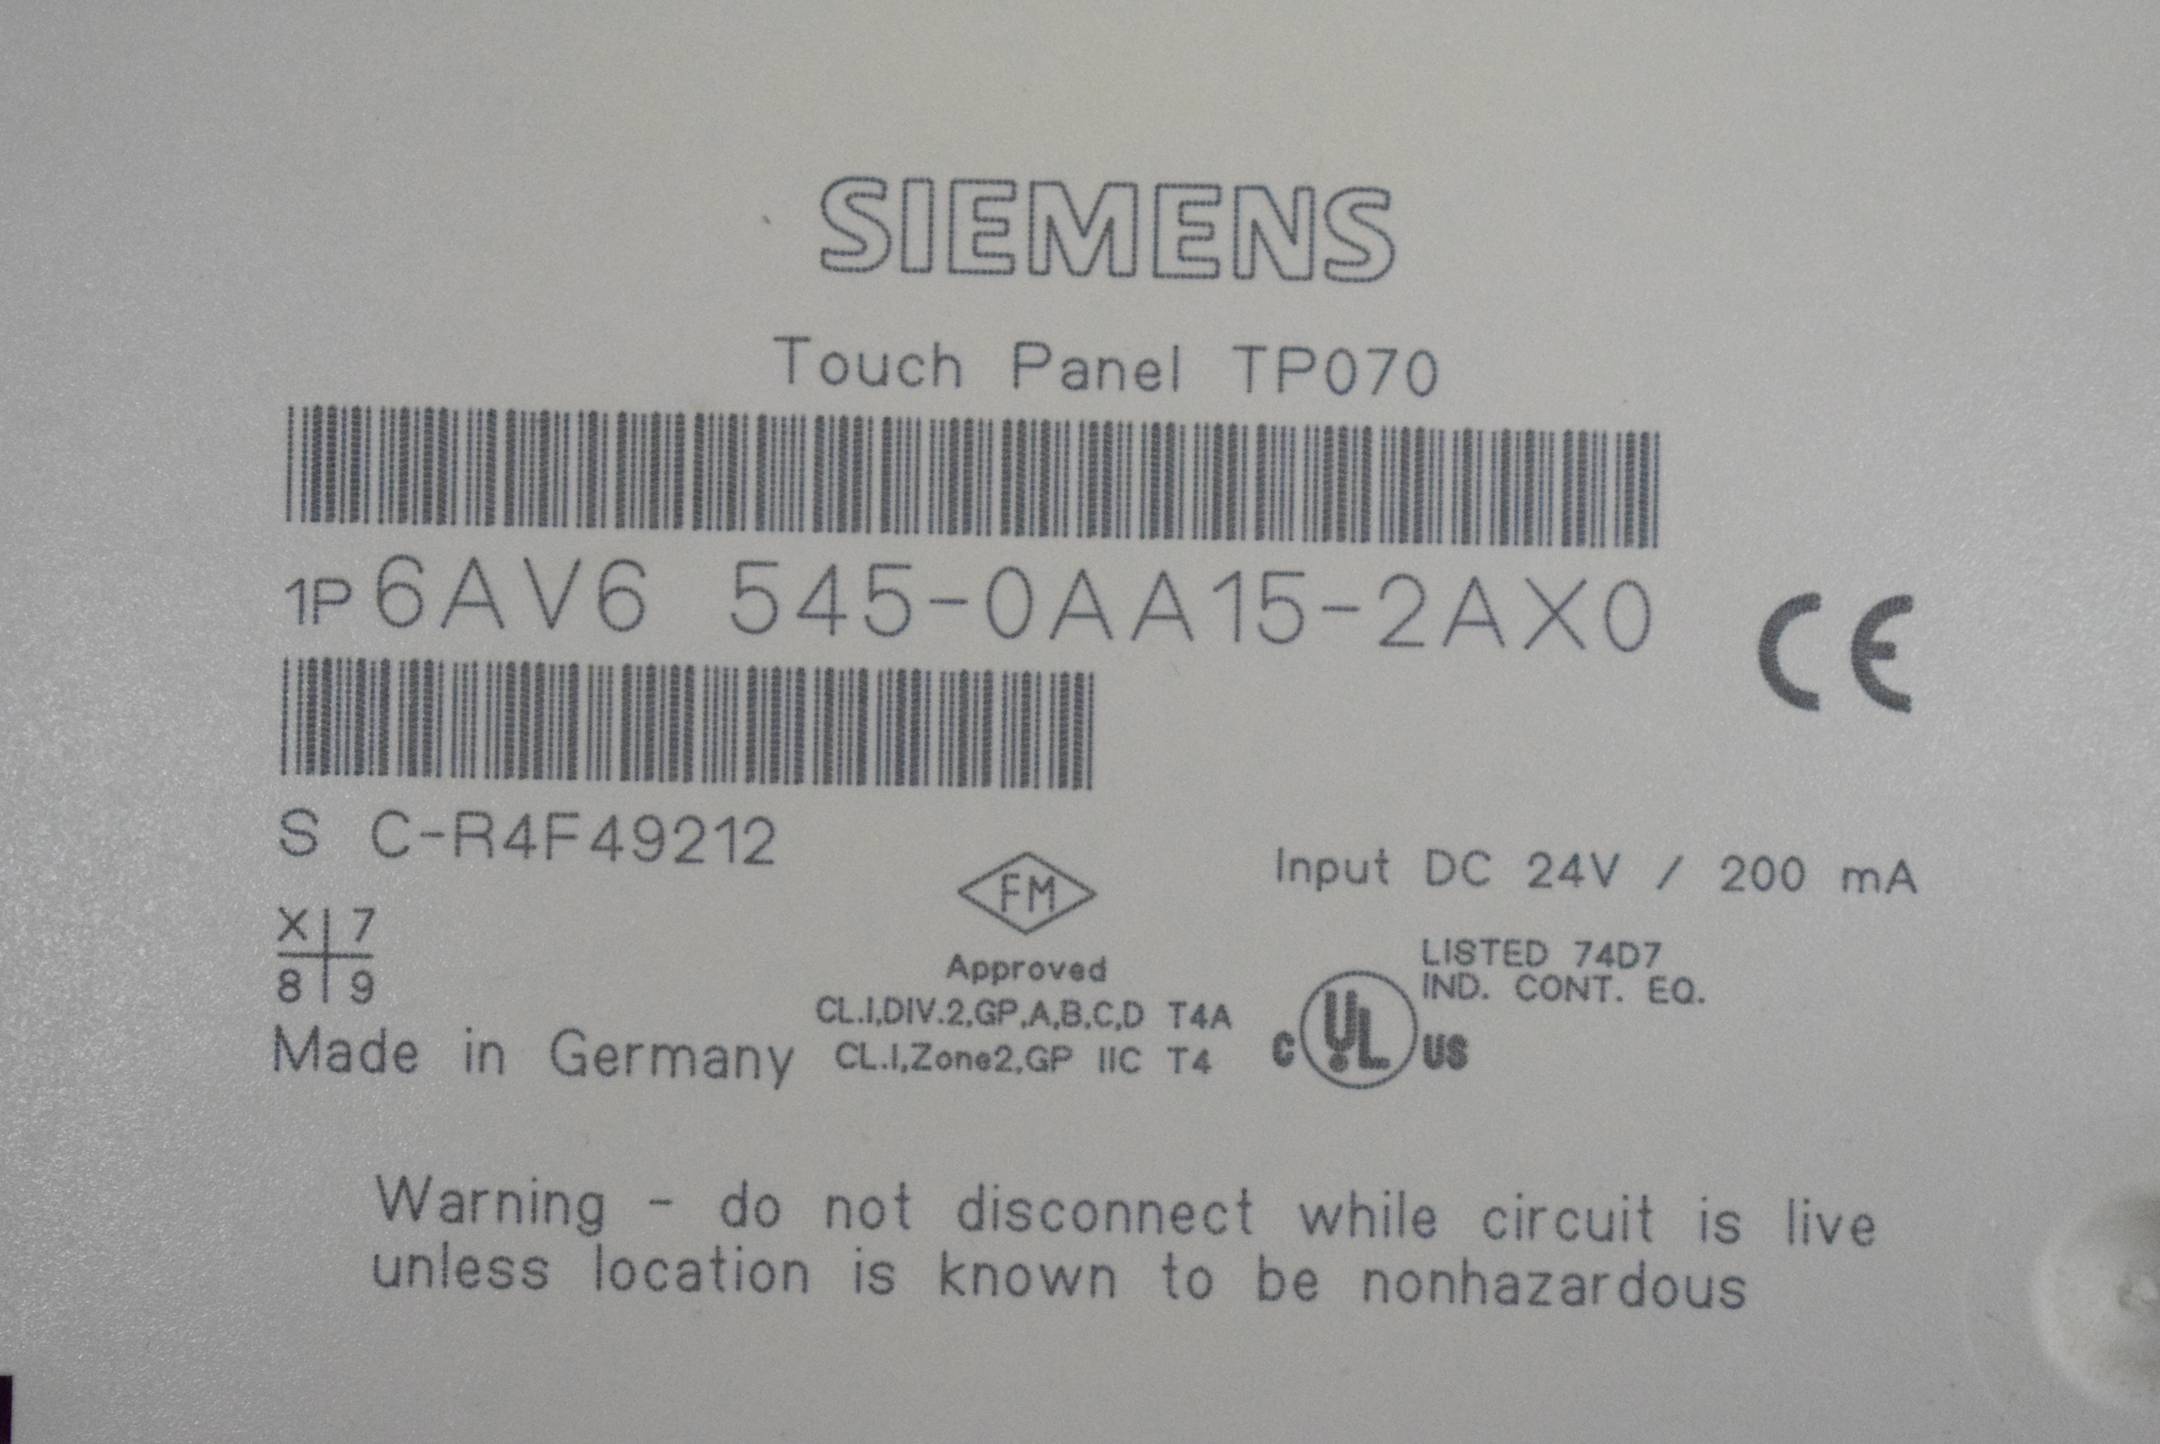 SIEMENS
Touch Panel TP070
1P 6AV6 545-0AA15-2AX0
CE
S C-R4F49212
Input DC 24V / 200 mA
FM
X 7
8 9
Approved
LISTED 74D7
IND. CONT. EQ.
CL.I,DIV.2,GP,A,B,C,D T4A
C UL US
Made in Germany
CL.I,Zone2,GP IIC T4
Warning - do not disconnect while circuit is live
unless location is known to be nonhazardous